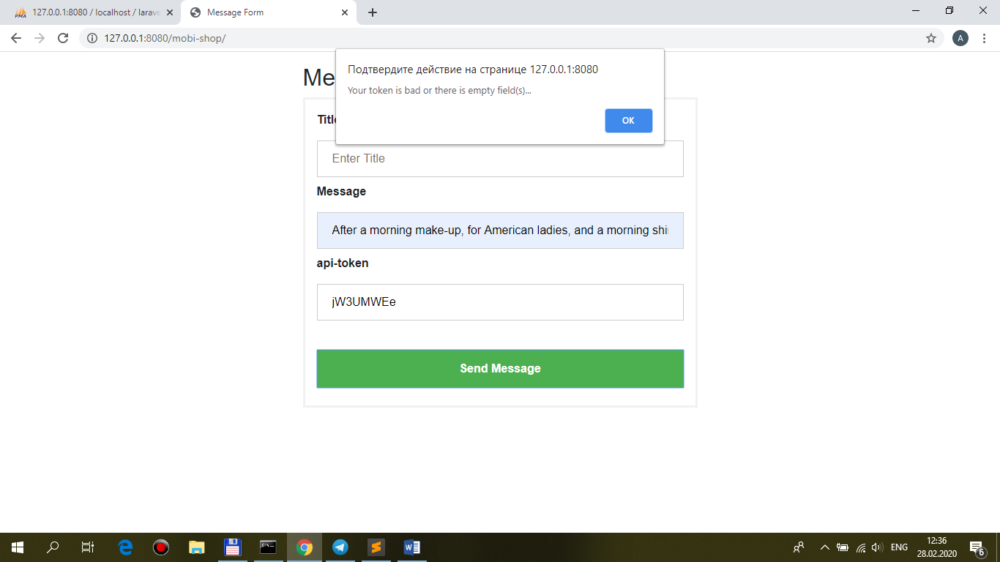 127.0.0.1:8080 / localhost / larave
Message Form
127.0.0.1:8080/mobi-shop/
A
Me
Подтвердите действие на странице 127.0.0.1:8080
Your token is bad or there is empty field(s)...
OK
Title
Enter Title
Message
After a morning make-up, for American ladies, and a morning shi
api-token
jW3UMWEe
Send Message
ENG
12:36
28.02.2020
6